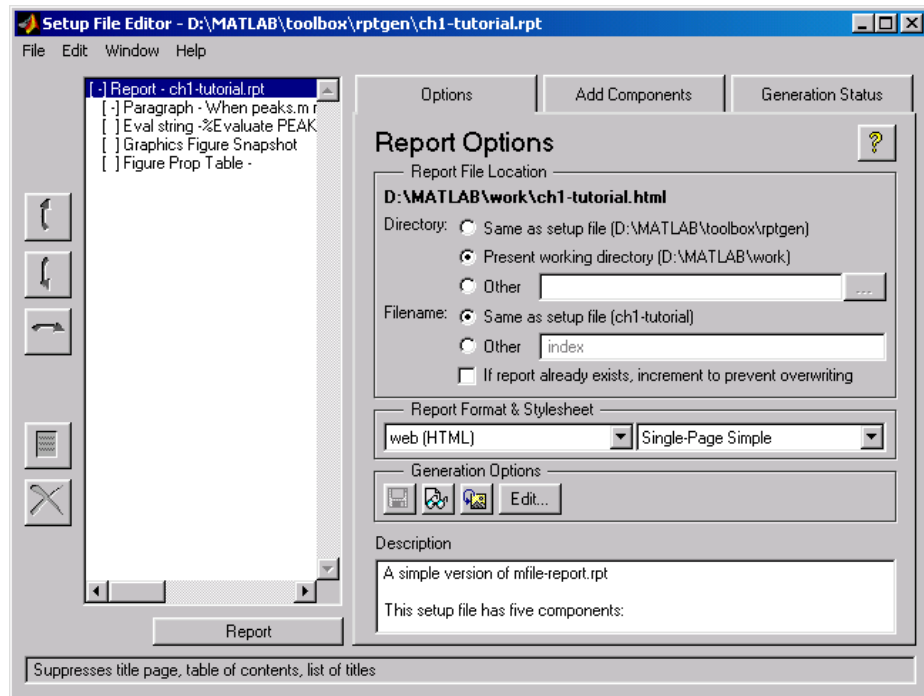 Setup File Editor - D:\MATLAB\toolbox\rptgen\ch1-tutorial.rpt
File Edit Window Help
[-] Report - ch1-tutorial.rpt
[-] Paragraph - When peaks.m r
[ ] Eval string -%Evaluate PEAK
[ ] Graphics Figure Snapshot
[ ] Figure Prop Table -
Report
Options Add Components Generation Status
Report Options
?
Report File Location
D:\MATLAB\work\ch1-tutorial.html
Directory: Same as setup file (D:\MATLAB\toolbox\rptgen)
Present working directory (D:\MATLAB\work)
Other ...
Filename: Same as setup file (ch1-tutorial)
Other index
If report already exists, increment to prevent overwriting
Report Format & Stylesheet
web (HTML) Single-Page Simple
Generation Options
Edit...
Description
A simple version of mfile-report.rpt
This setup file has five components:
Suppresses title page, table of contents, list of titles